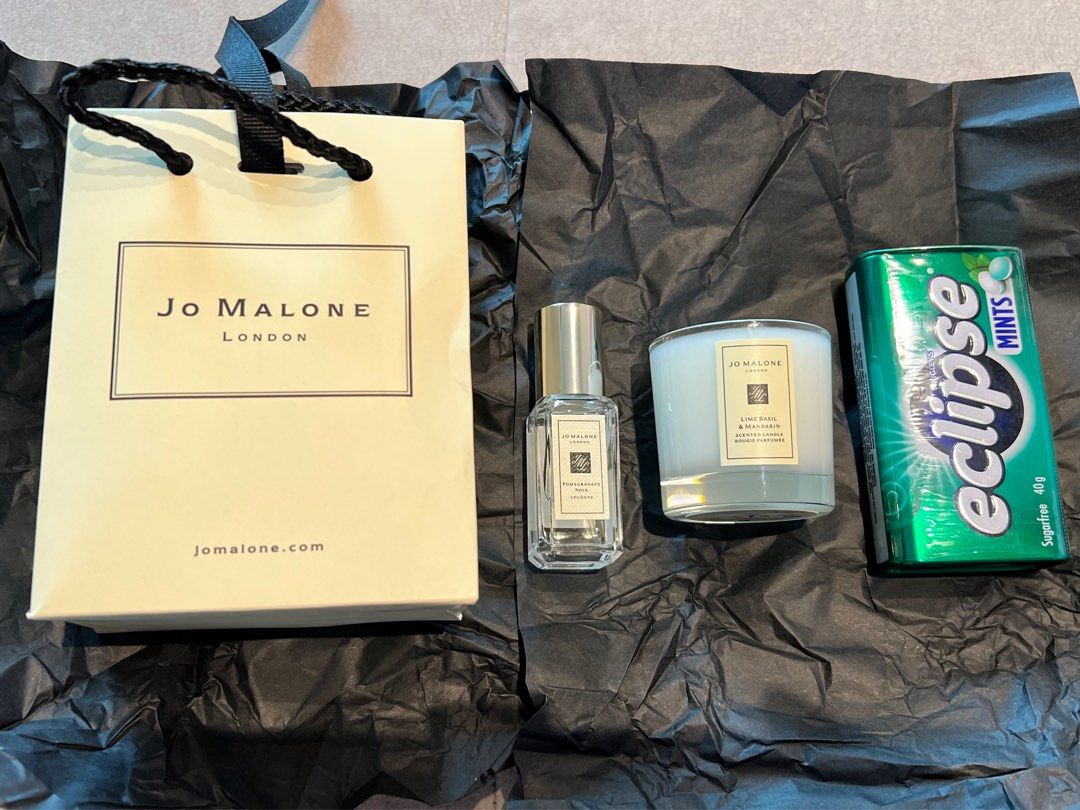 JO MALONE
LONDON
Jomalone.com
JO MALONE
LONDON
POMEGRANATE
NOIR
COLOGNE
JO MALONE
LONDON
LIME BASIL
& MANDARIN
SCENTED CANDLE
BOUGIE PARFUMÉE
eclipse
MINTS
Sugarfree 40g